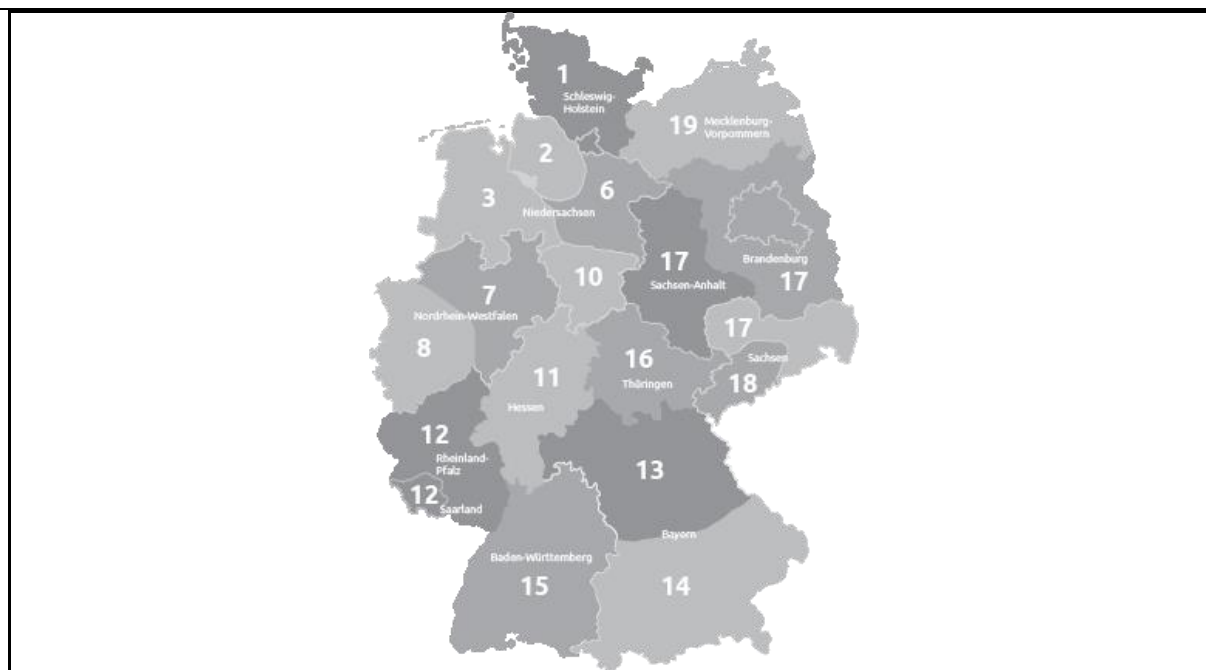 1
Schleswig-
Holstein
19
Mecklenburg-
Vorpommern
2
6
3
Niedersachsen
17
Sachsen-Anhalt
Brandenburg
17
10
7
Nordrhein-Westfalen
8
17
Sachsen
18
16
Thüringen
11
Hessen
12
Rheinland-
Pfalz
12
Saarland
13
Bayern
Baden-Württemberg
15
14